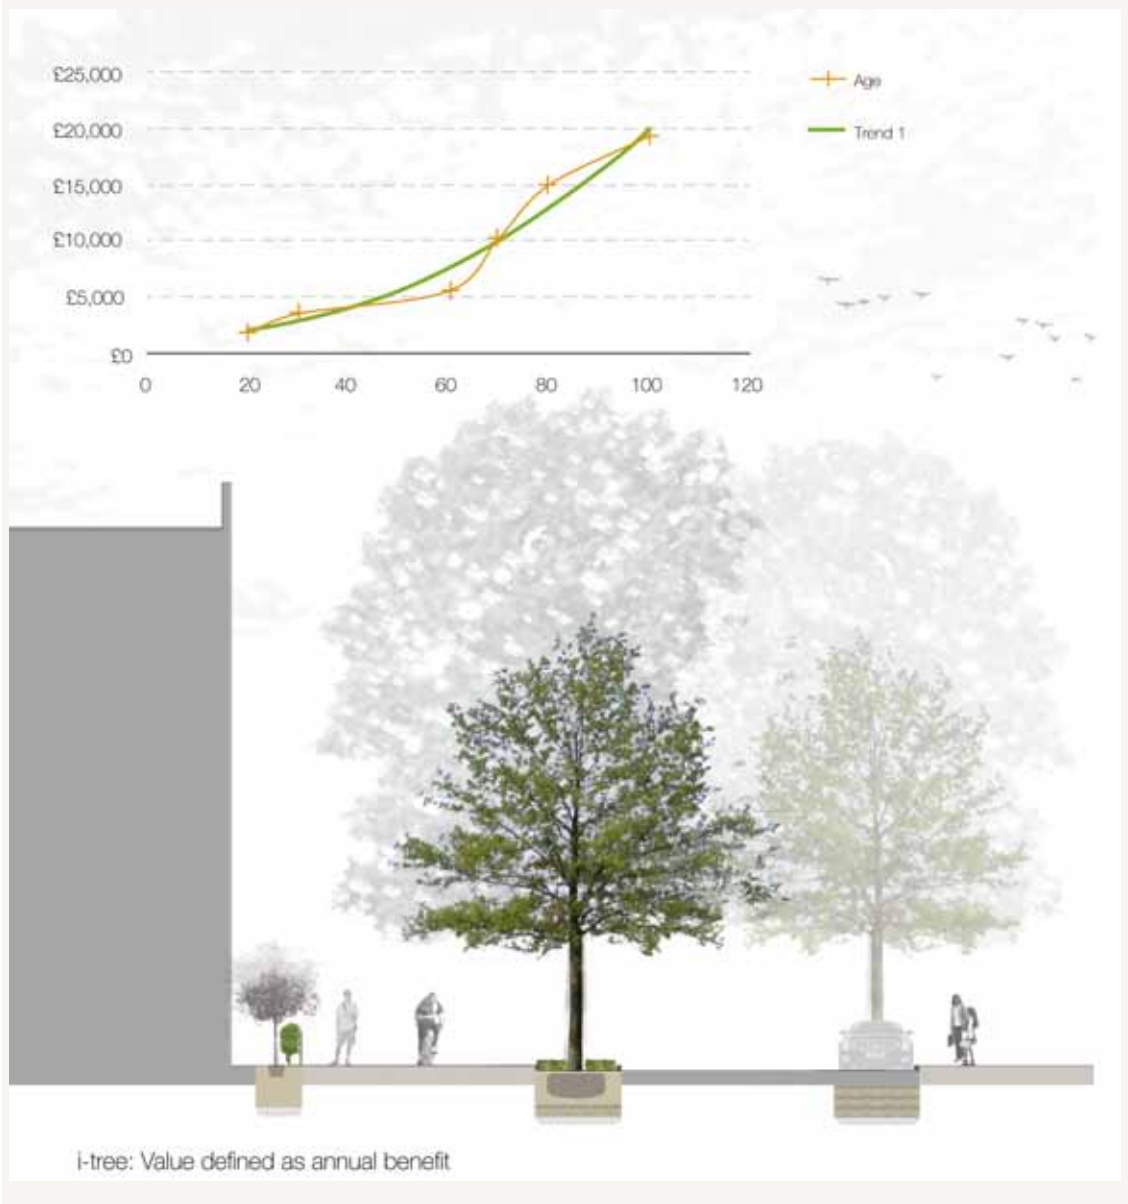 £25,000
Age
£20,000
Trend 1
£15,000
£10,000
£5,000
£0
0 20 40 60 80 100 120
i-tree: Value defined as annual benefit